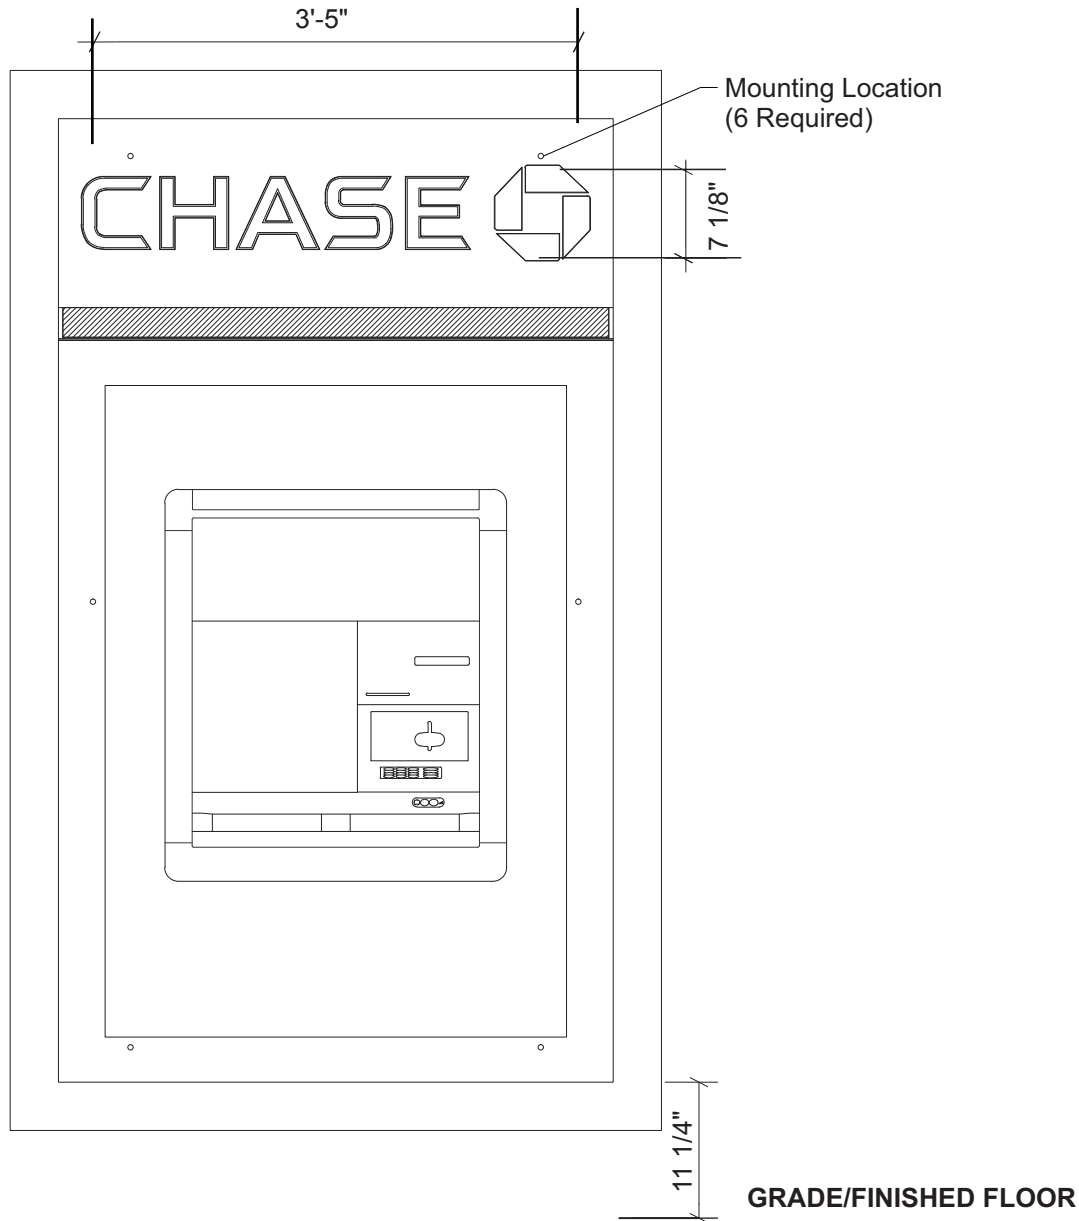 3'-5"
Mounting Location
(6 Required)
CHASE
7 1/8"
11 1/4"
GRADE/FINISHED FLOOR